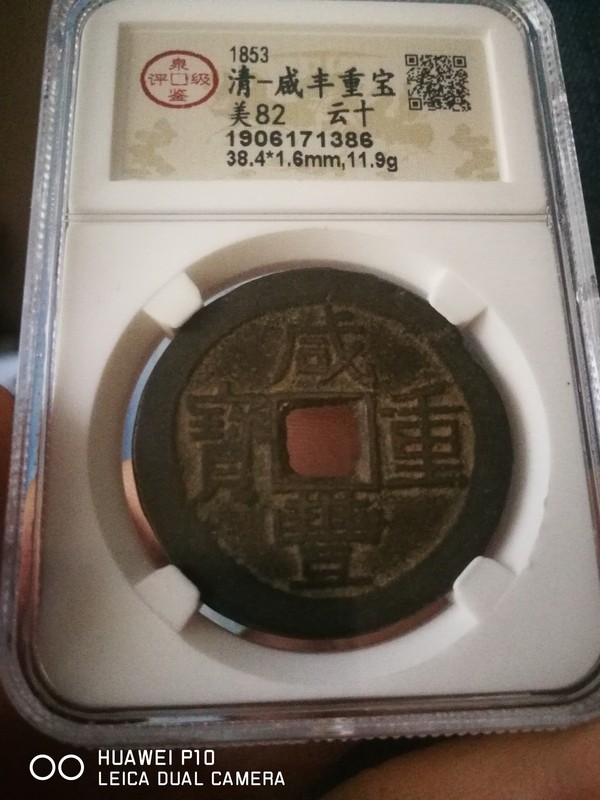 1853
泉
评 级
鉴
清-咸丰重宝
美82 云十
1906171386
38.4*1.6mm,11.9g
咸
寶 重
豐
HUAWEI P10
LEICA DUAL CAMERA